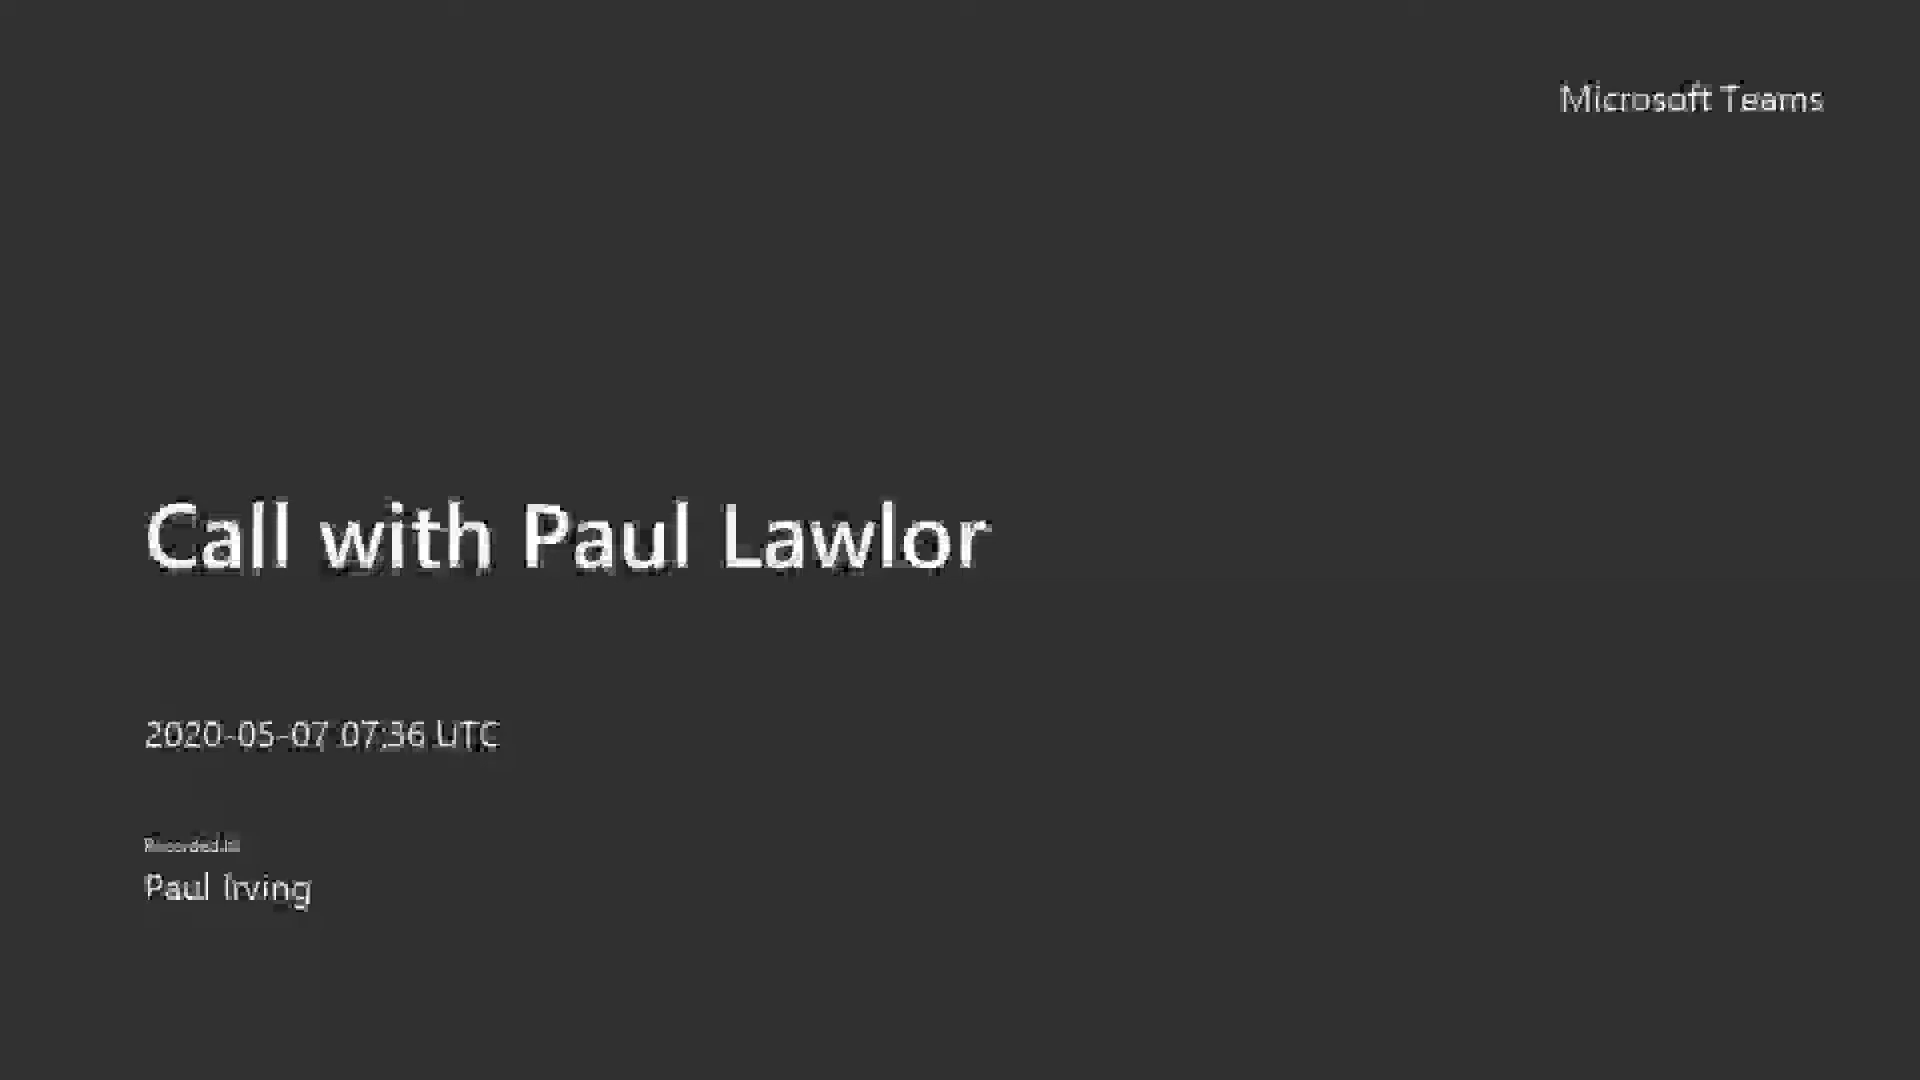 Microsoft Teams
Call with Paul Lawlor
2020-05-07 07:36 UTC
Recorded by
Paul Irving